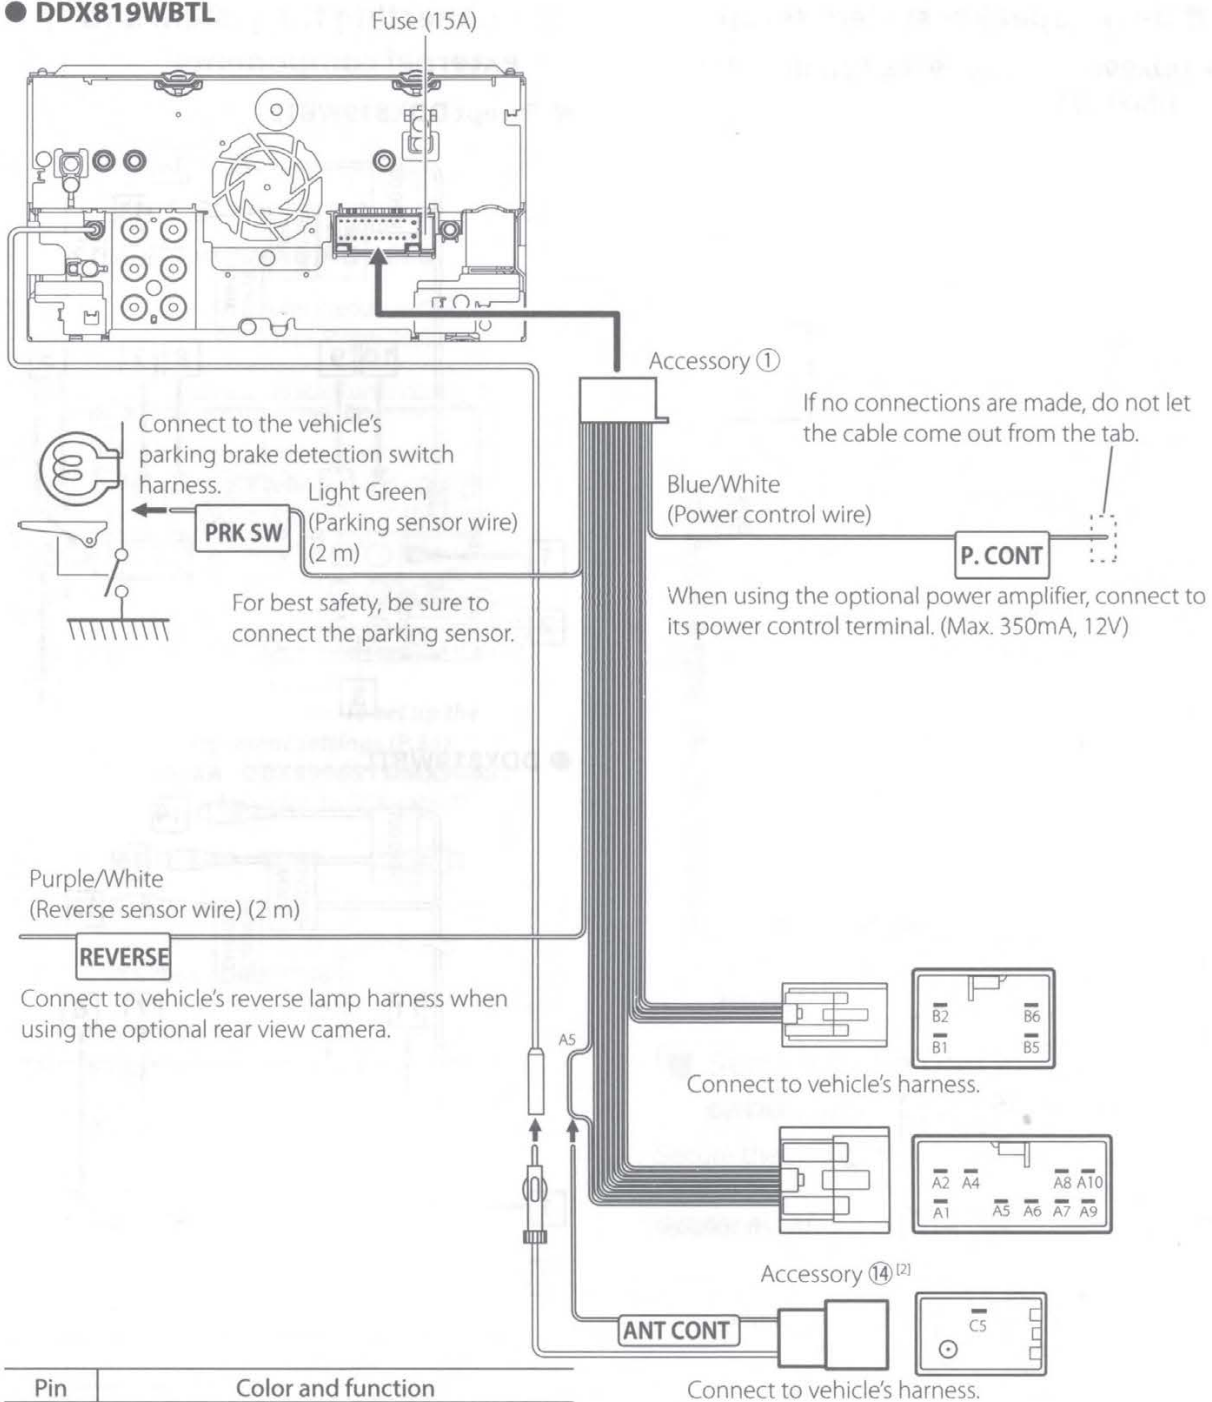 ● DDX819WBTL
Fuse (15A)
Accessory ①
If no connections are made, do not let
the cable come out from the tab.
Connect to the vehicle's
parking brake detection switch
harness.
Light Green
(Parking sensor wire)
(2 m)
PRK SW
Blue/White
(Power control wire)
P. CONT
For best safety, be sure to
connect the parking sensor.
When using the optional power amplifier, connect to
its power control terminal. (Max. 350mA, 12V)
● DDX819WBTL
Purple/White
(Reverse sensor wire) (2 m)
REVERSE
Connect to vehicle's reverse lamp harness when
using the optional rear view camera.
A5
B2 B6
B1 B5
Connect to vehicle's harness.
A2 A4 A8 A10
A1 A5 A6 A7 A9
Accessory ⑭ [2]
ANT CONT
C5
Connect to vehicle's harness.
Pin Color and function